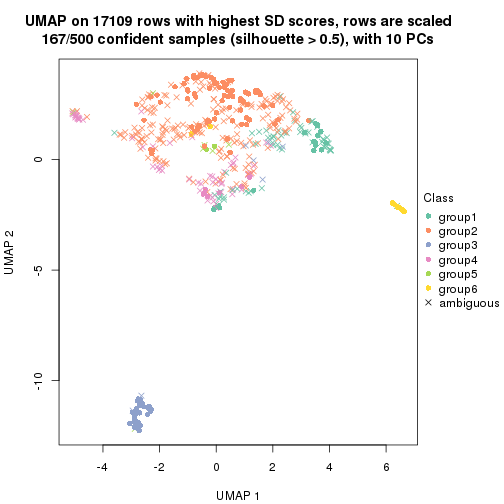 UMAP on 17109 rows with highest SD scores, rows are scaled
167/500 confident samples (silhouette > 0.5), with 10 PCs
0
-5
-10
UMAP 2
-4
-2
0
2
4
6
UMAP 1
Class
group1
group2
group3
group4
group5
group6
ambiguous